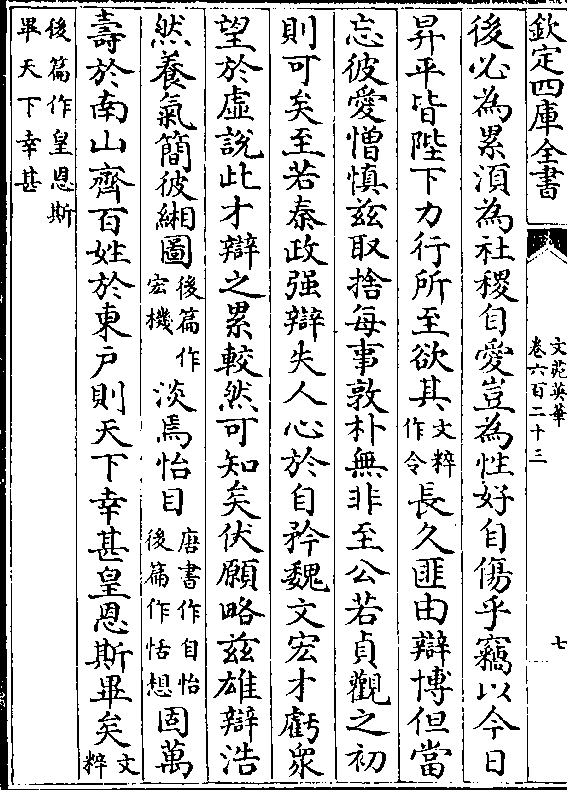 欽定四庫全書
文苑英華
卷六百二十三
七
後必為累湏為社稷自愛豈為性好自傷乎竊以今日
昇平皆陛下力行所至欲其文粹作令長久匪由辯博但當
忘彼愛憎慎兹取捨每事敦朴無非至公若貞觀之初
則可矣至若秦政强辯失人心於自矜魏文宏才虧衆
望於虛說此才辯之累較然可知矣伏願略兹雄辯浩
然養氣簡彼緗圖後篇作宏機淡焉怡目唐書作自怡後篇作恬想固萬
壽於南山齊百姓於東戶則天下幸甚皇恩斯畢矣文粹
後篇作皇恩斯
畢天下幸甚